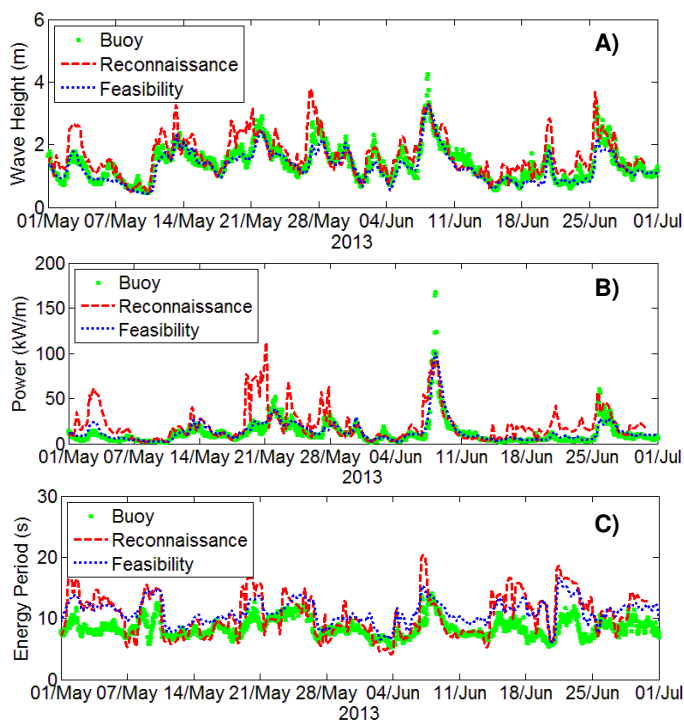 A)
Wave Height (m)
6
4
2
0
Buoy
Reconnaissance
Feasibility
01/May 07/May 14/May 21/May 28/May 04/Jun 11/Jun 18/Jun 25/Jun 01/Jul
2013
B)
Power (kW/m)
200
150
100
50
0
Buoy
Reconnaissance
Feasibility
01/May 07/May 14/May 21/May 28/May 04/Jun 11/Jun 18/Jun 25/Jun 01/Jul
2013
C)
Energy Period (s)
30
20
10
0
Buoy
Reconnaissance
Feasibility
01/May 07/May 14/May 21/May 28/May 04/Jun 11/Jun 18/Jun 25/Jun 01/Jul
2013